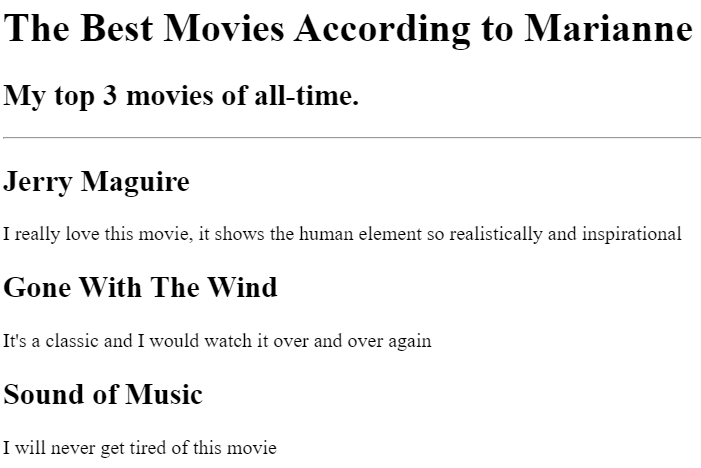 The Best Movies According to Marianne
My top 3 movies of all-time.
Jerry Maguire
I really love this movie, it shows the human element so realistically and inspirational
Gone With The Wind
It's a classic and I would watch it over and over again
Sound of Music
I will never get tired of this movie